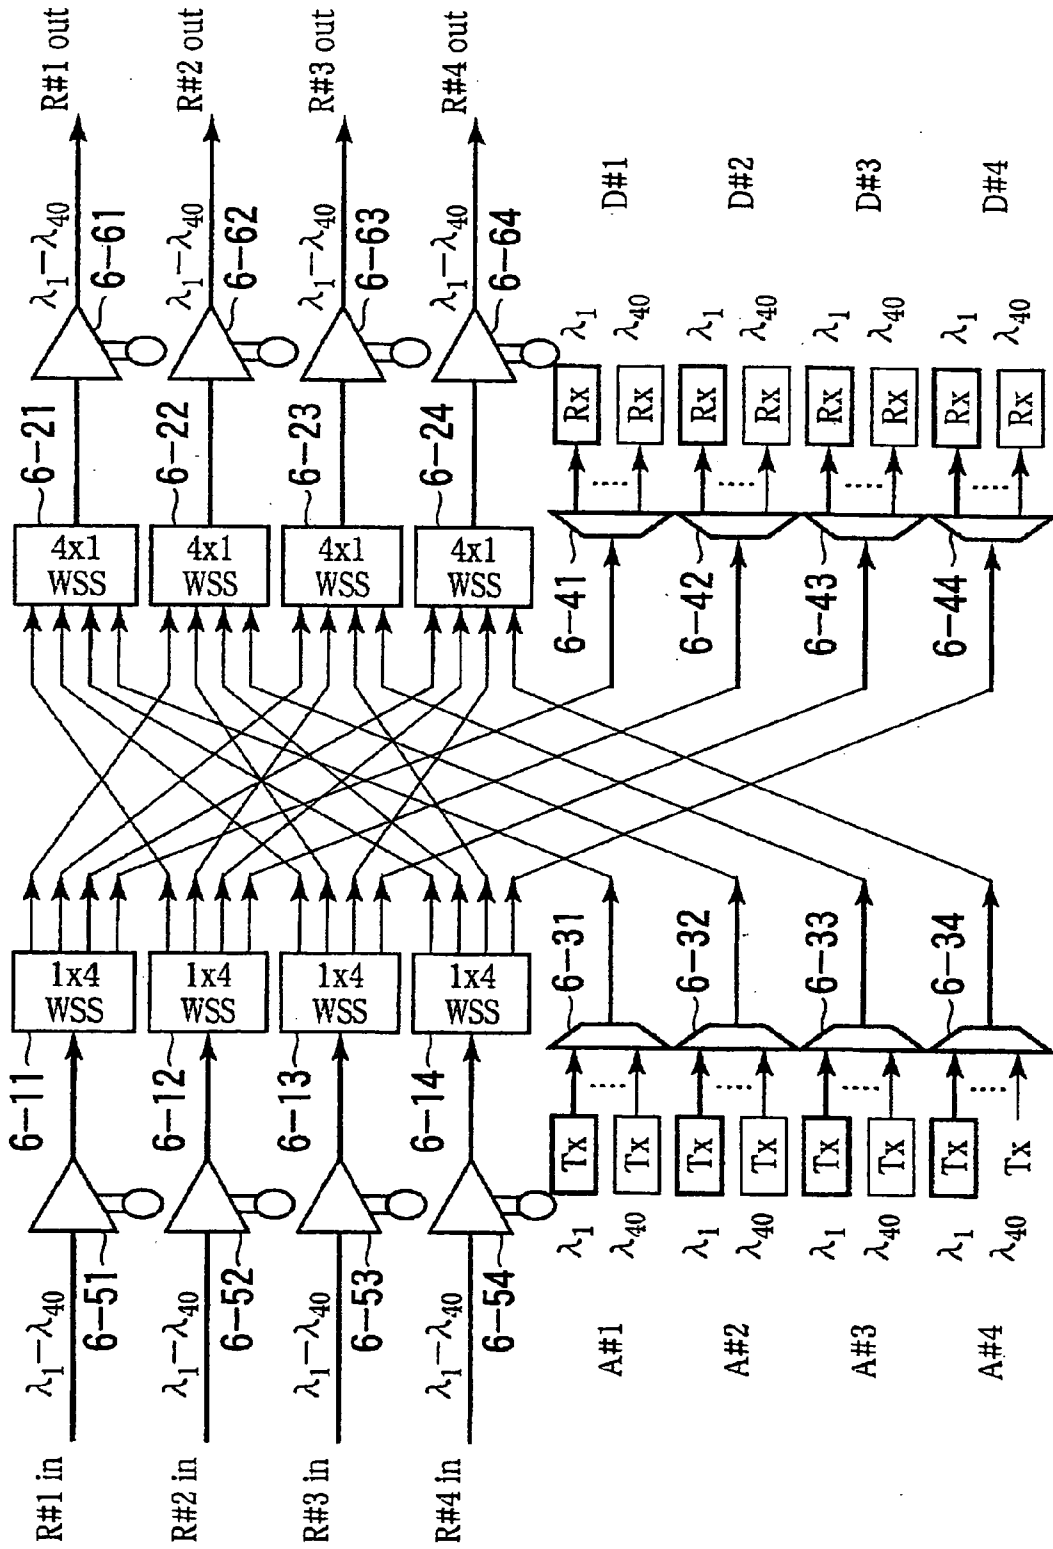 R#1 in
λ1−λ40
6−51
6−11
1x4
WSS
4x1
WSS
6−21
λ1−λ40
6−61
R#1 out
R#2 in
λ1−λ40
6−52
6−12
1x4
WSS
4x1
WSS
6−22
λ1−λ40
6−62
R#2 out
R#3 in
λ1−λ40
6−53
6−13
1x4
WSS
4x1
WSS
6−23
λ1−λ40
6−63
R#3 out
R#4 in
λ1−λ40
6−54
6−14
1x4
WSS
4x1
WSS
6−24
λ1−λ40
6−64
R#4 out
A#1
λ1
Tx
λ40
Tx
6−31
6−41
Rx
λ1
Rx
λ40
D#1
A#2
λ1
Tx
λ40
Tx
6−32
6−42
Rx
λ1
Rx
λ40
D#2
A#3
λ1
Tx
λ40
Tx
6−33
6−43
Rx
λ1
Rx
λ40
D#3
A#4
λ1
Tx
λ40
Tx
6−34
6−44
Rx
λ1
Rx
λ40
D#4